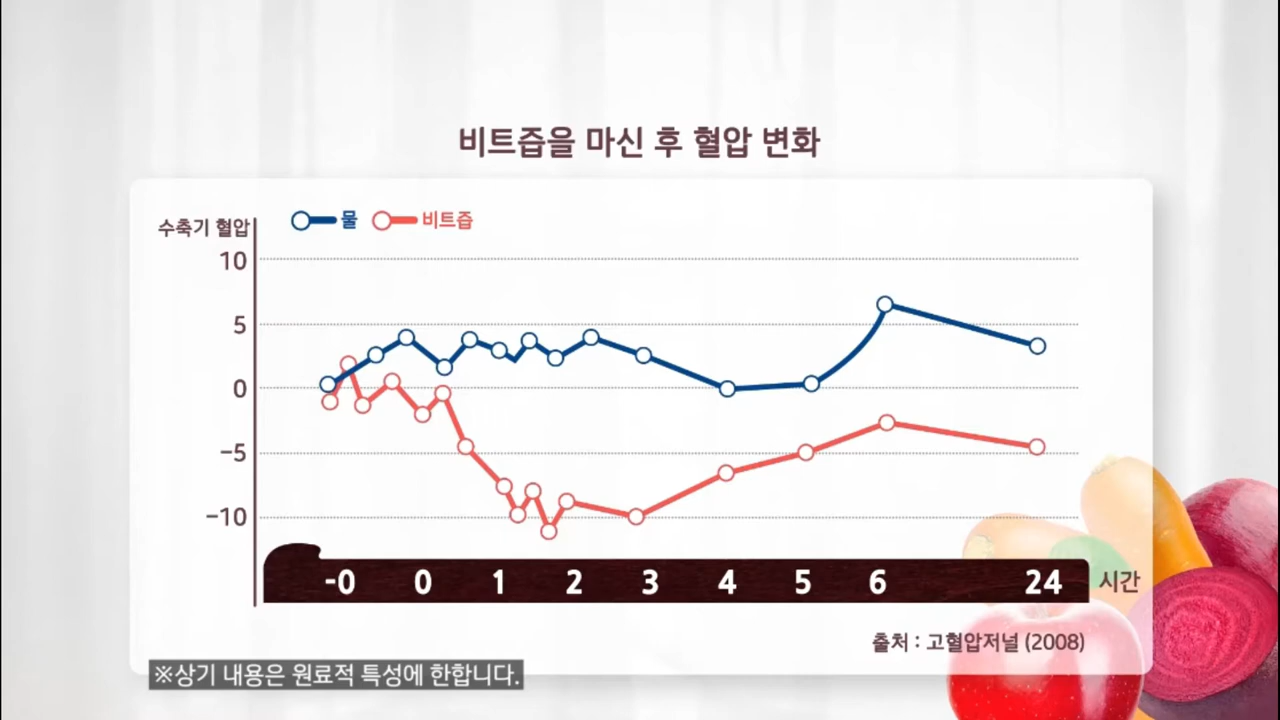 비트즙을 마신 후 혈압 변화
수축기 혈압
물 비트즙
10
5
0
-5
-10
-0 0 1 2 3 4 5 6 24 시간
출처 : 고혈압저널 (2008)
※상기 내용은 원료적 특성에 한합니다.